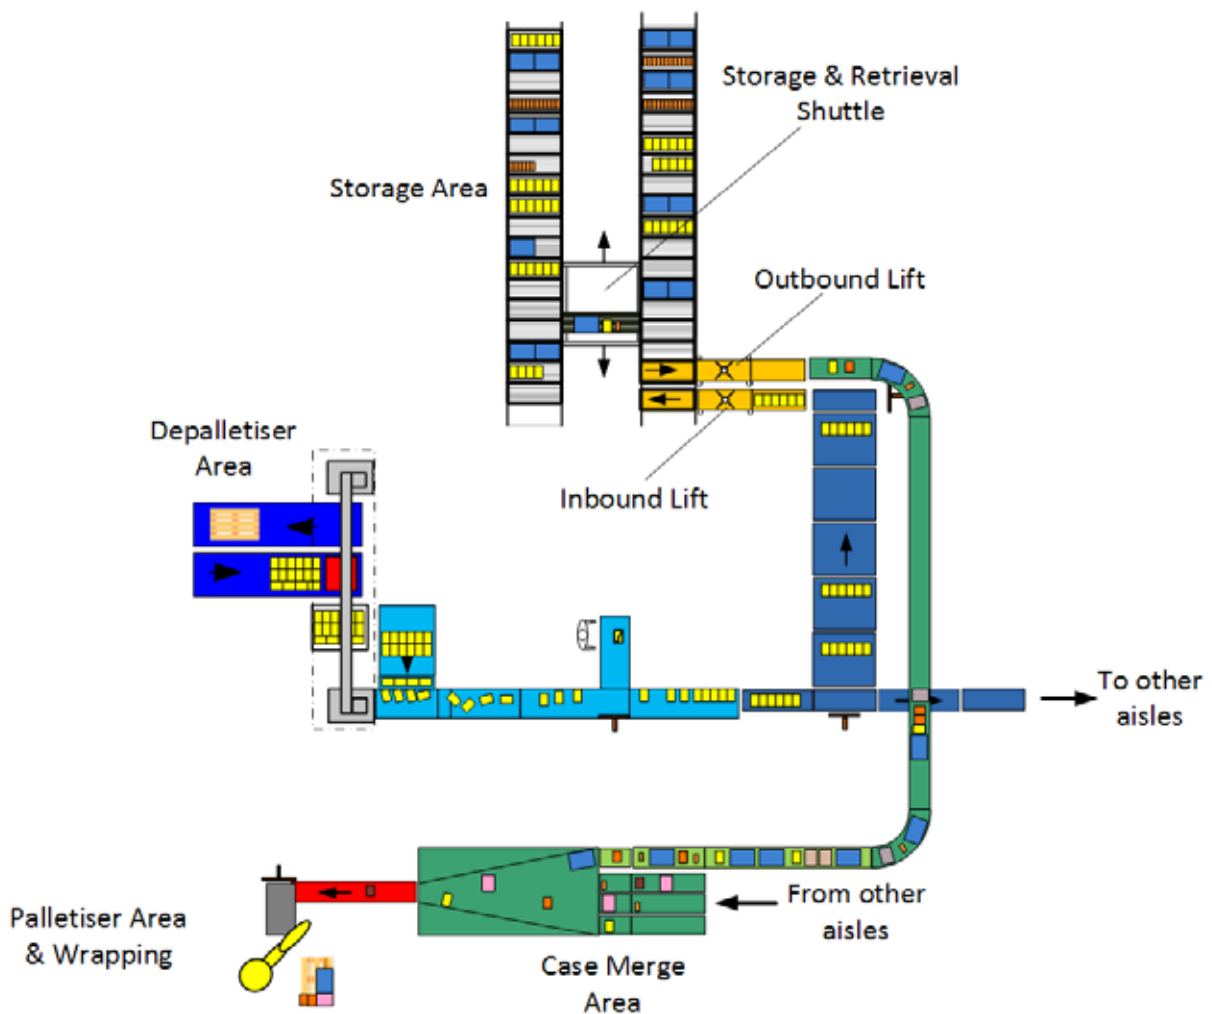 Storage & Retrieval
Shuttle
Storage Area
Outbound Lift
Depalletiser
Area
Inbound Lift
To other
aisles
From other
aisles
Palletiser Area
& Wrapping
Case Merge
Area